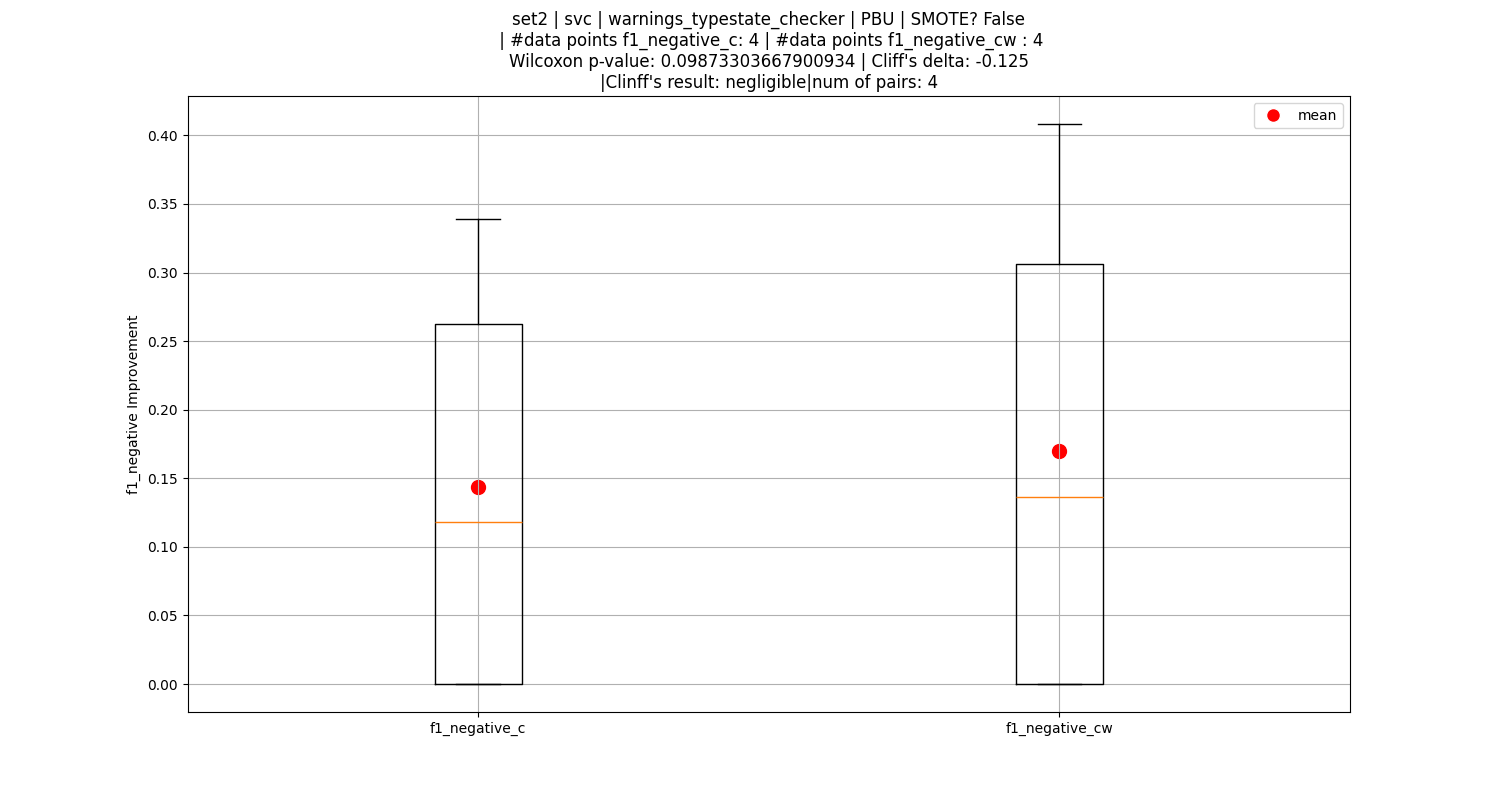 set2 | svc | warnings_typestate_checker | PBU | SMOTE? False
| #data points f1_negative_c: 4 | #data points f1_negative_cw : 4
Wilcoxon p-value: 0.09873303667900934 | Cliff's delta: -0.125
|Clinff's result: negligible|num of pairs: 4
mean
0.40
0.35
0.30
0.25
0.20
0.15
0.10
0.05
0.00
f1_negative Improvement
f1_negative_c
f1_negative_cw